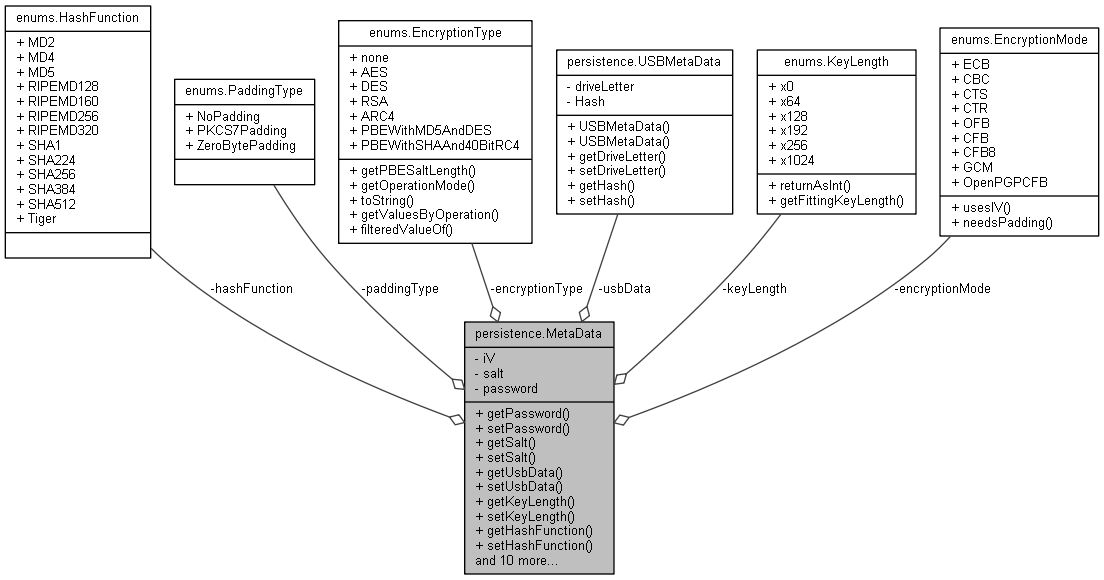 enums.HashFunction
+ MD2
+ MD4
+ MD5
+ RIPEMD128
+ RIPEMD160
+ RIPEMD256
+ RIPEMD320
+ SHA1
+ SHA224
+ SHA256
+ SHA384
+ SHA512
+ Tiger
enums.PaddingType
+ NoPadding
+ PKCS7Padding
+ ZeroBytePadding
enums.EncryptionType
+ none
+ AES
+ DES
+ RSA
+ ARC4
+ PBEWithMD5AndDES
+ PBEWithSHAAnd40BitRC4
+ getPBESaltLength()
+ getOperationMode()
+ toString()
+ getValuesByOperation()
+ filteredValueOf()
persistence.USBMetaData
- driveLetter
- Hash
+ USBMetaData()
+ USBMetaData()
+ getDriveLetter()
+ setDriveLetter()
+ getHash()
+ setHash()
enums.KeyLength
+ x0
+ x64
+ x128
+ x192
+ x256
+ x1024
+ returnAsInt()
+ getFittingKeyLength()
enums.EncryptionMode
+ ECB
+ CBC
+ CTS
+ CTR
+ OFB
+ CFB
+ CFB8
+ GCM
+ OpenPGPCFB
+ usesIV()
+ needsPadding()
-hashFunction
-paddingType
-encryptionType
-usbData
-keyLength
-encryptionMode
persistence.MetaData
- iV
- salt
- password
+ getPassword()
+ setPassword()
+ getSalt()
+ setSalt()
+ getUsbData()
+ setUsbData()
+ getKeyLength()
+ setKeyLength()
+ getHashFunction()
+ setHashFunction()
and 10 more...